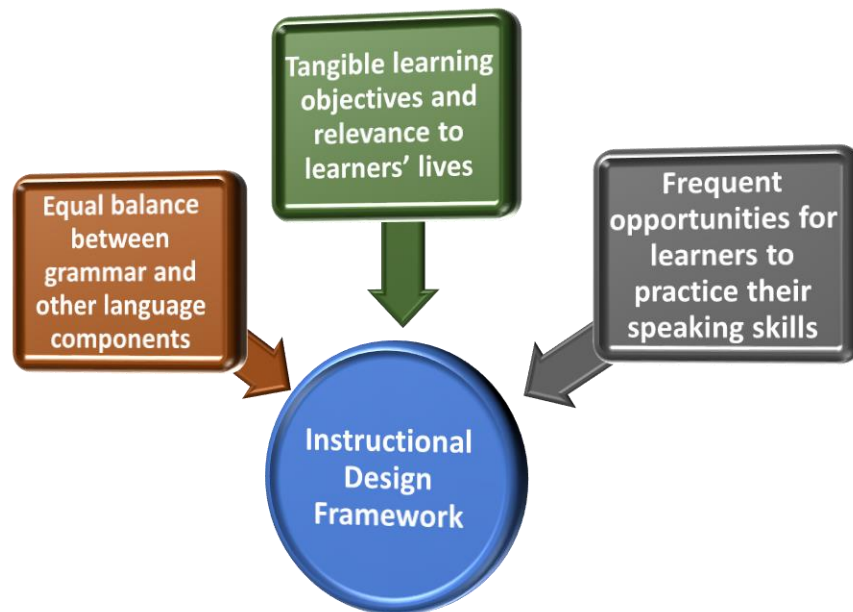 Equal balance
between
grammar and
other language
components
Tangible learning
objectives and
relevance to
learners’ lives
Frequent
opportunities for
learners to
practice their
speaking skills
Instructional
Design
Framework